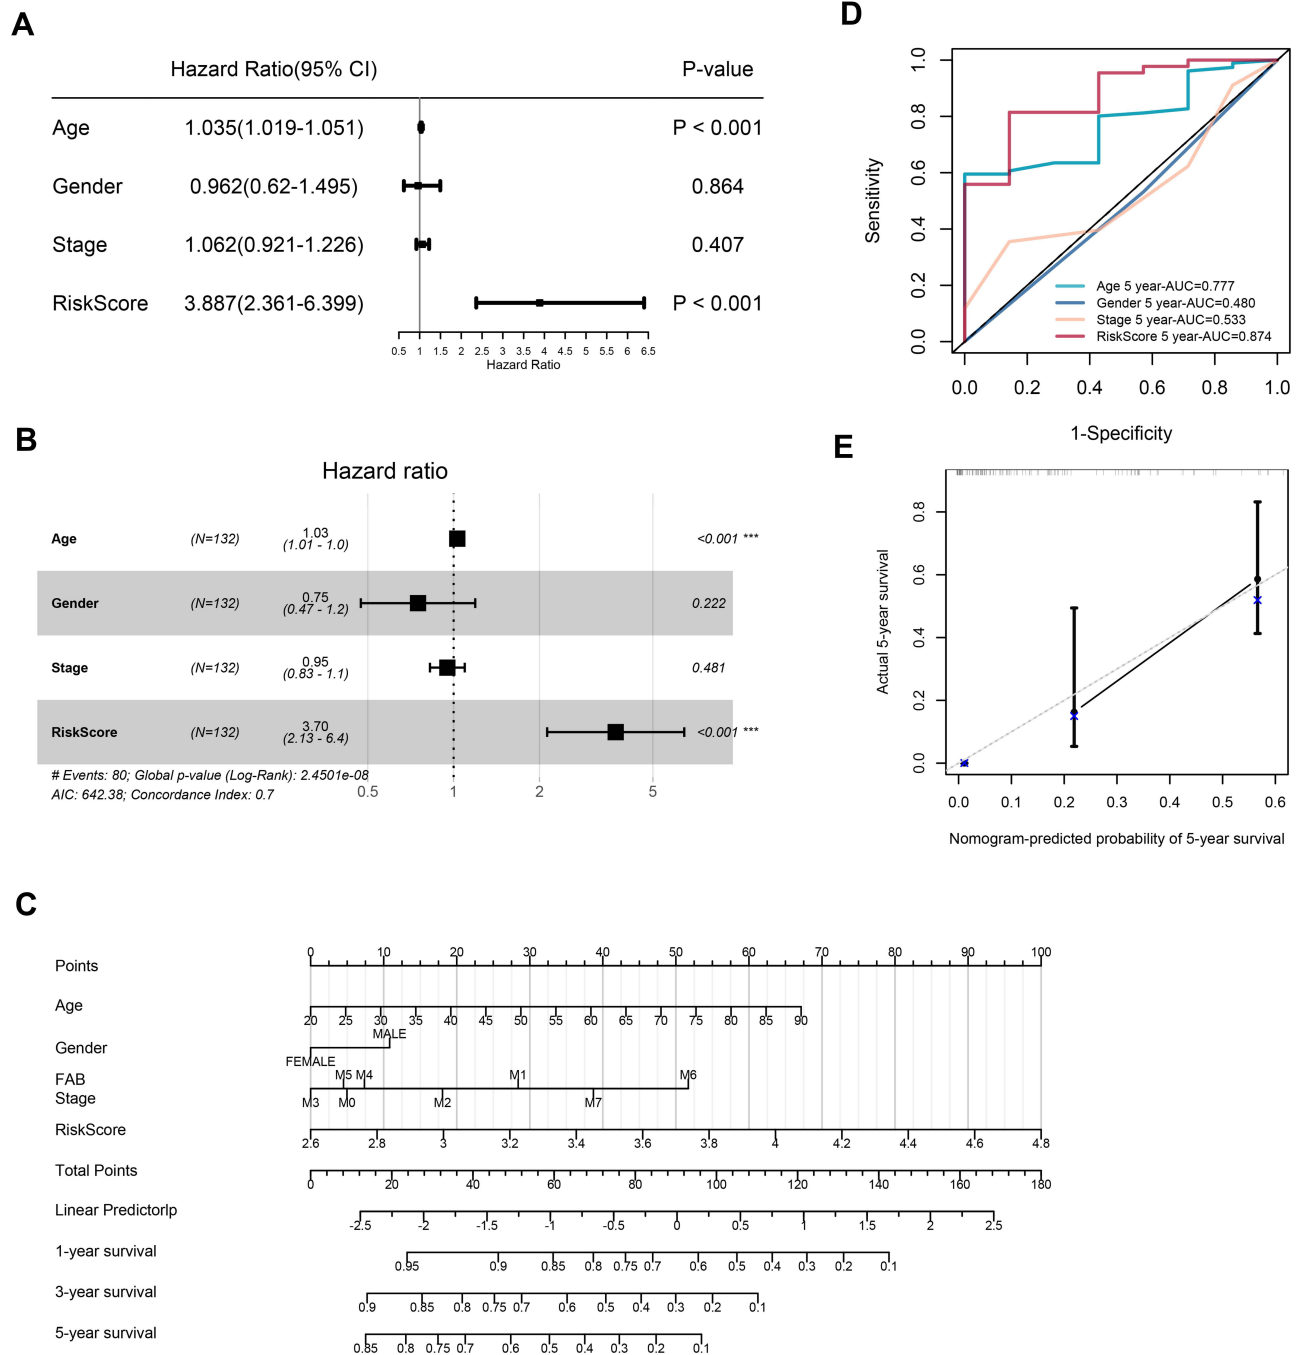 A
Hazard Ratio(95% CI) P-value
Age 1.035(1.019-1.051) P < 0.001
Gender 0.962(0.62-1.495) 0.864
Stage 1.062(0.921-1.226) 0.407
RiskScore 3.887(2.361-6.399) P < 0.001
0.5 1 1.5 2 2.5 3 3.5 4 4.5 5 5.5 6 6.5
Hazard Ratio
D
Sensitivity
0.0 0.2 0.4 0.6 0.8 1.0
Age 5 year-AUC=0.777
Gender 5 year-AUC=0.480
Stage 5 year-AUC=0.533
RiskScore 5 year-AUC=0.874
0.0 0.2 0.4 0.6 0.8 1.0
1-Specificity
B
Hazard ratio
Age (N=132) 1.03 (1.01 - 1.0) <0.001 ***
Gender (N=132) 0.75 (0.47 - 1.2) 0.222
Stage (N=132) 0.95 (0.83 - 1.1) 0.481
RiskScore (N=132) 3.70 (2.13 - 6.4) <0.001 ***
# Events: 80; Global p-value (Log-Rank): 2.4501e-08
AIC: 642.38; Concordance Index: 0.7
0.5 1 2 5
E
Actual 5-year survival
0.0 0.2 0.4 0.6 0.8
0.0 0.1 0.2 0.3 0.4 0.5 0.6
Nomogram-predicted probability of 5-year survival
C
0 10 20 30 40 50 60 70 80 90 100
Points
Age
20 25 30 35 40 45 50 55 60 65 70 75 80 85 90
MALE
Gender
FEMALE
FAB M5 M4 M1 M6
Stage M3 M0 M2 M7
RiskScore
2.6 2.8 3 3.2 3.4 3.6 3.8 4 4.2 4.4 4.6 4.8
Total Points
0 20 40 60 80 100 120 140 160 180
Linear Predictorlp
-2.5 -2 -1.5 -1 -0.5 0 0.5 1 1.5 2 2.5
1-year survival
0.95 0.9 0.85 0.8 0.75 0.7 0.6 0.5 0.4 0.3 0.2 0.1
3-year survival
0.9 0.85 0.8 0.75 0.7 0.6 0.5 0.4 0.3 0.2 0.1
5-year survival
0.85 0.8 0.75 0.7 0.6 0.5 0.4 0.3 0.2 0.1